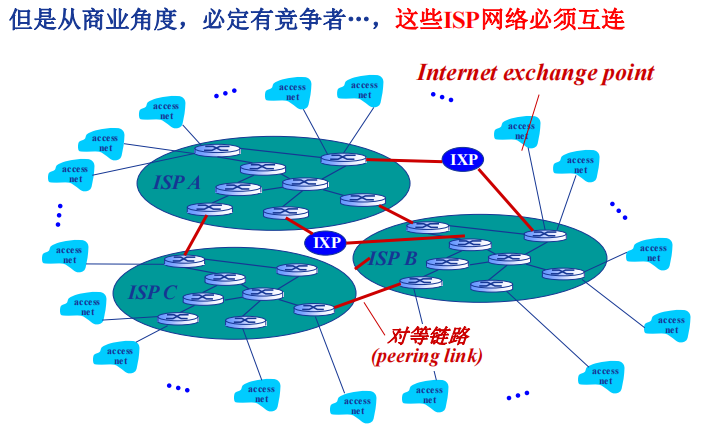 但是从商业角度，必定有竞争者…，这些ISP网络必须互连
Internet exchange point
access
net
access
net
access
net
access
net
access
net
access
net
access
net
IXP
ISP A
IXP
ISP B
access
net
access
net
ISP C
access
net
access
net
对等链路
(peering link)
access
net
access
net
access
net
access
net
access
net
access
net